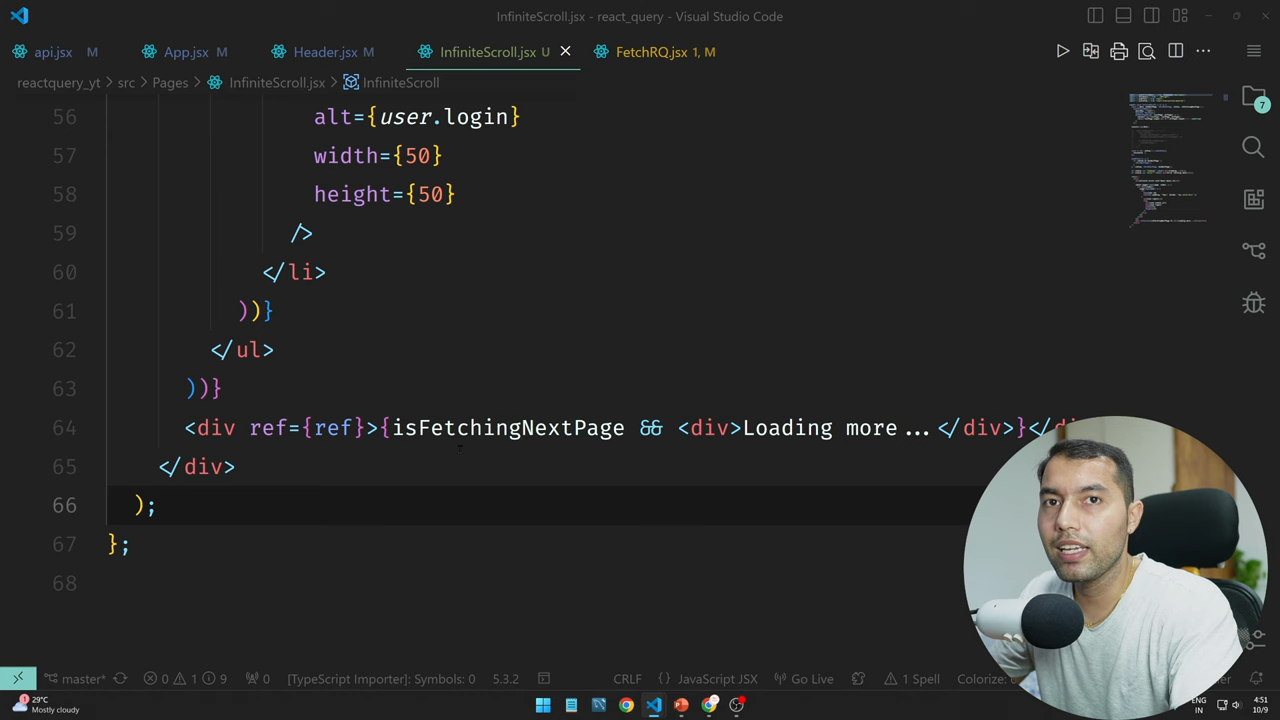 InfiniteScroll.jsx - react_query - Visual Studio Code
api.jsx M App.jsx M Header.jsx M InfiniteScroll.jsx U FetchRQ.jsx 1, M
reactquery_yt > src > Pages > InfiniteScroll.jsx > InfiniteScroll
7
56 alt={user.login}
57 width={50}
58 height={50}
59 />
60 </li>
61 ))}
62 </ul>
63 ))}
64 <div ref={ref}>{isFetchingNextPage && <div>Loading more...</div>}</div>
65 </div>
66 );
67 };
68
master* 0 1 9 0 [TypeScript Importer]: Symbols: 0 5.3.2 CRLF {} JavaScript JSX Go Live 1 Spell Colorize:
1 29°C
Mostly cloudy
ENG
IN
4:51
10/9